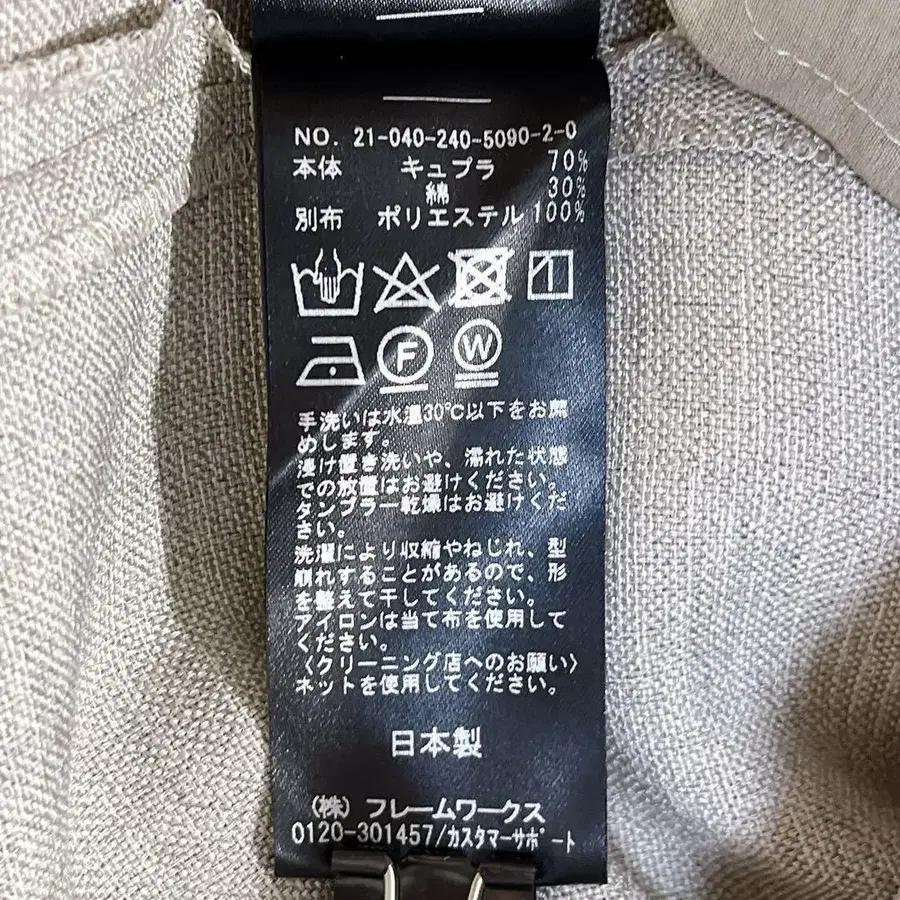 NO. 21-040-240-5090-2-0
本体 キュプラ 70%
綿 30%
別布 ポリエステル 100%
F W
手洗いは水温30℃以下をお薦
めします。
浸け置き洗いや、濡れた状態
での放置はお避けください。
タンブラー乾燥はお避けくだ
さい。
洗濯により収縮やねじれ、型
崩れすることがあるので、形
を整えて干してください。
アイロンは当て布を使用して
ください。
〈クリーニング店へのお願い〉
ネットを使用してください。
日本製
(株) フレームワークス
0120-301457/カスタマーサポート